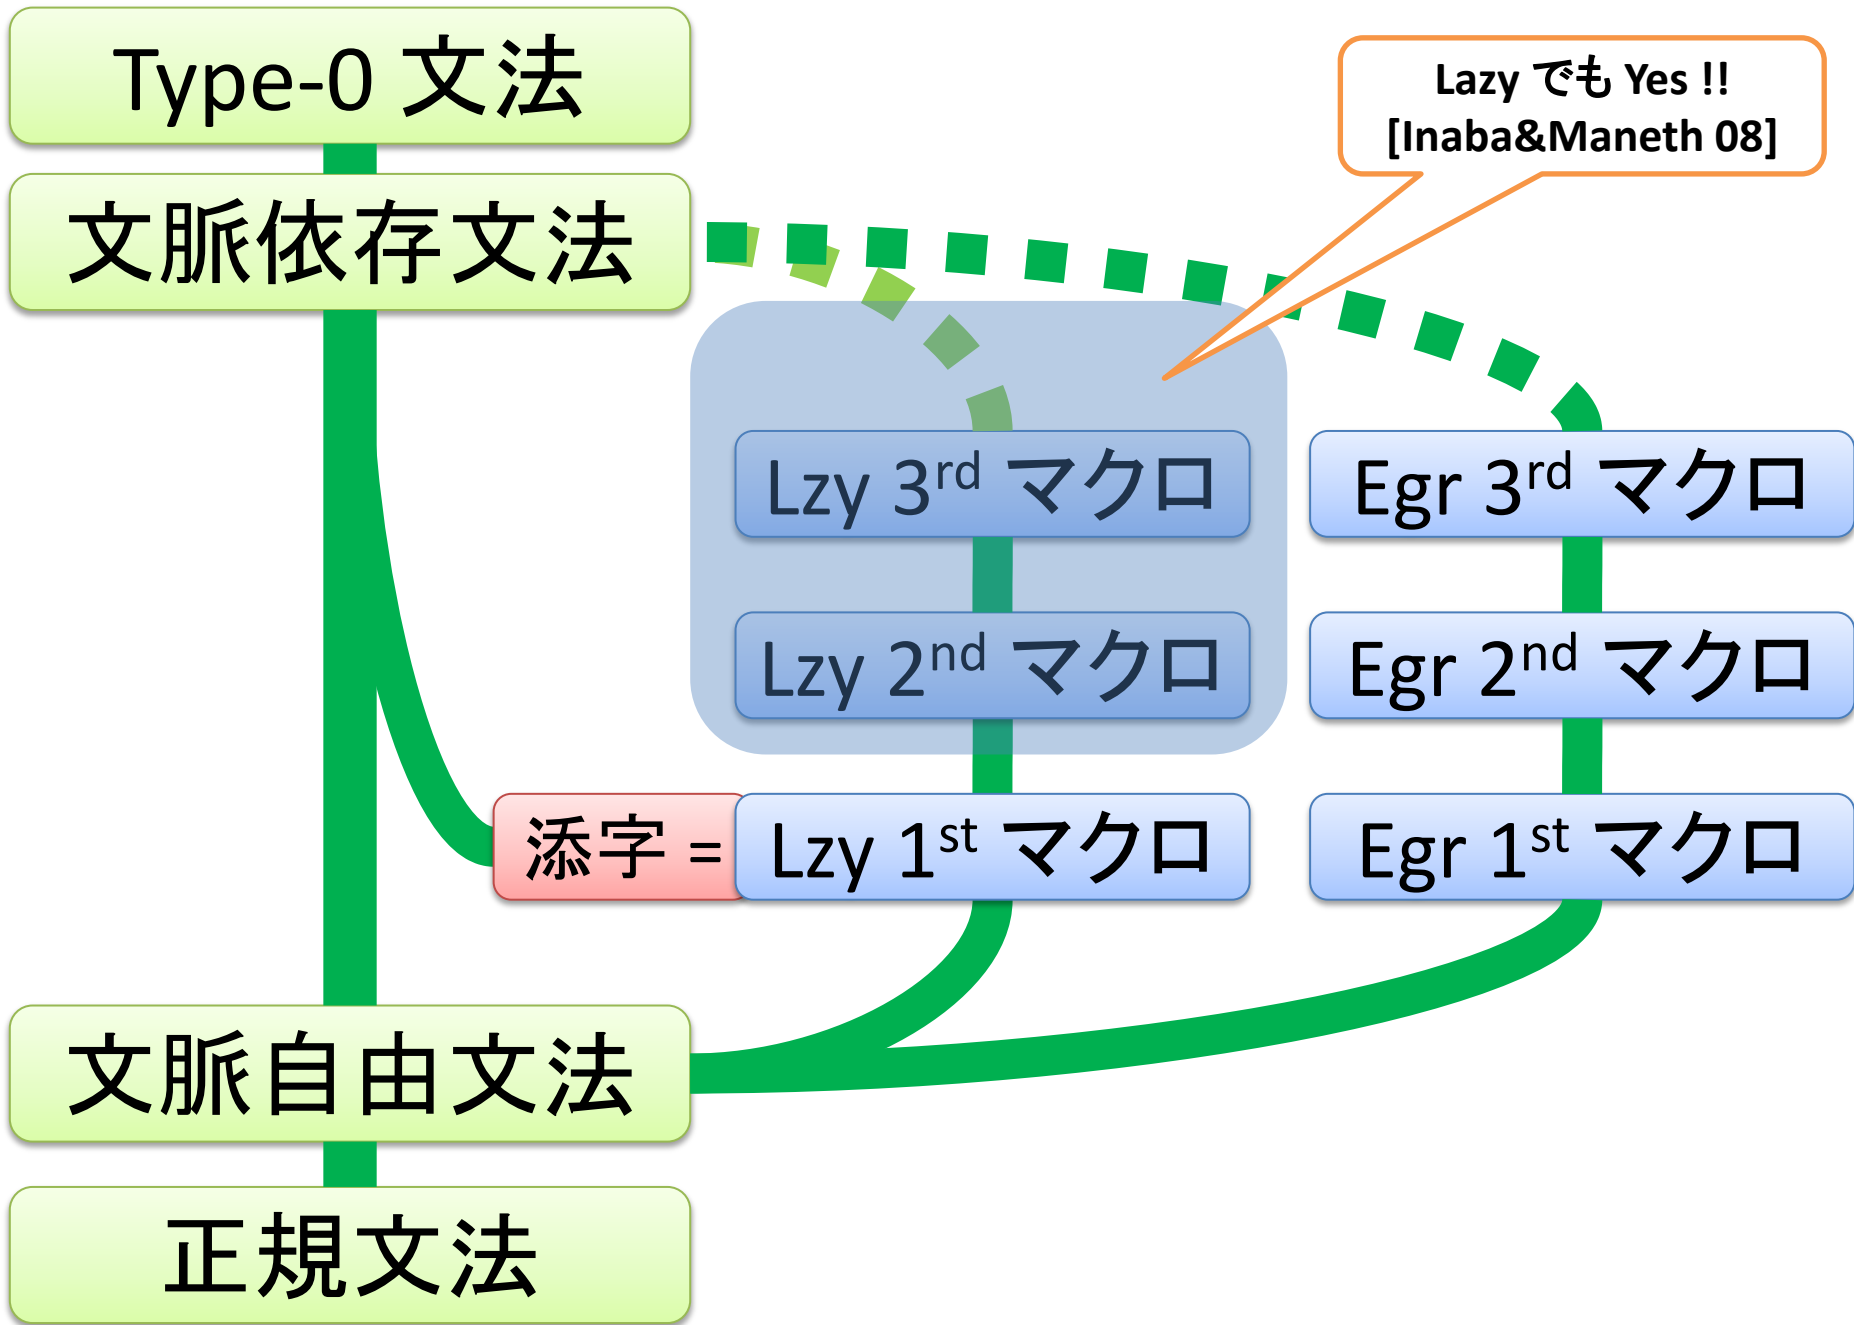 Type-0 文法
Lazy でも Yes !!
[Inaba&Maneth 08]
文脈依存文法
Lzy 3rd マクロ
Egr 3rd マクロ
Lzy 2nd マクロ
Egr 2nd マクロ
添字 =
Lzy 1st マクロ
Egr 1st マクロ
文脈自由文法
正規文法